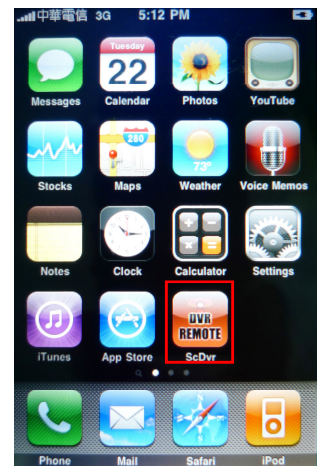 中華電信 3G 5:12 PM
Tuesday
22
280
73°
Messages Calendar Photos YouTube
Stocks Maps Weather Voice Memos
Notes Clock Calculator Settings
DVR
REMOTE
iTunes App Store ScDvr
Phone Mail Safari iPod